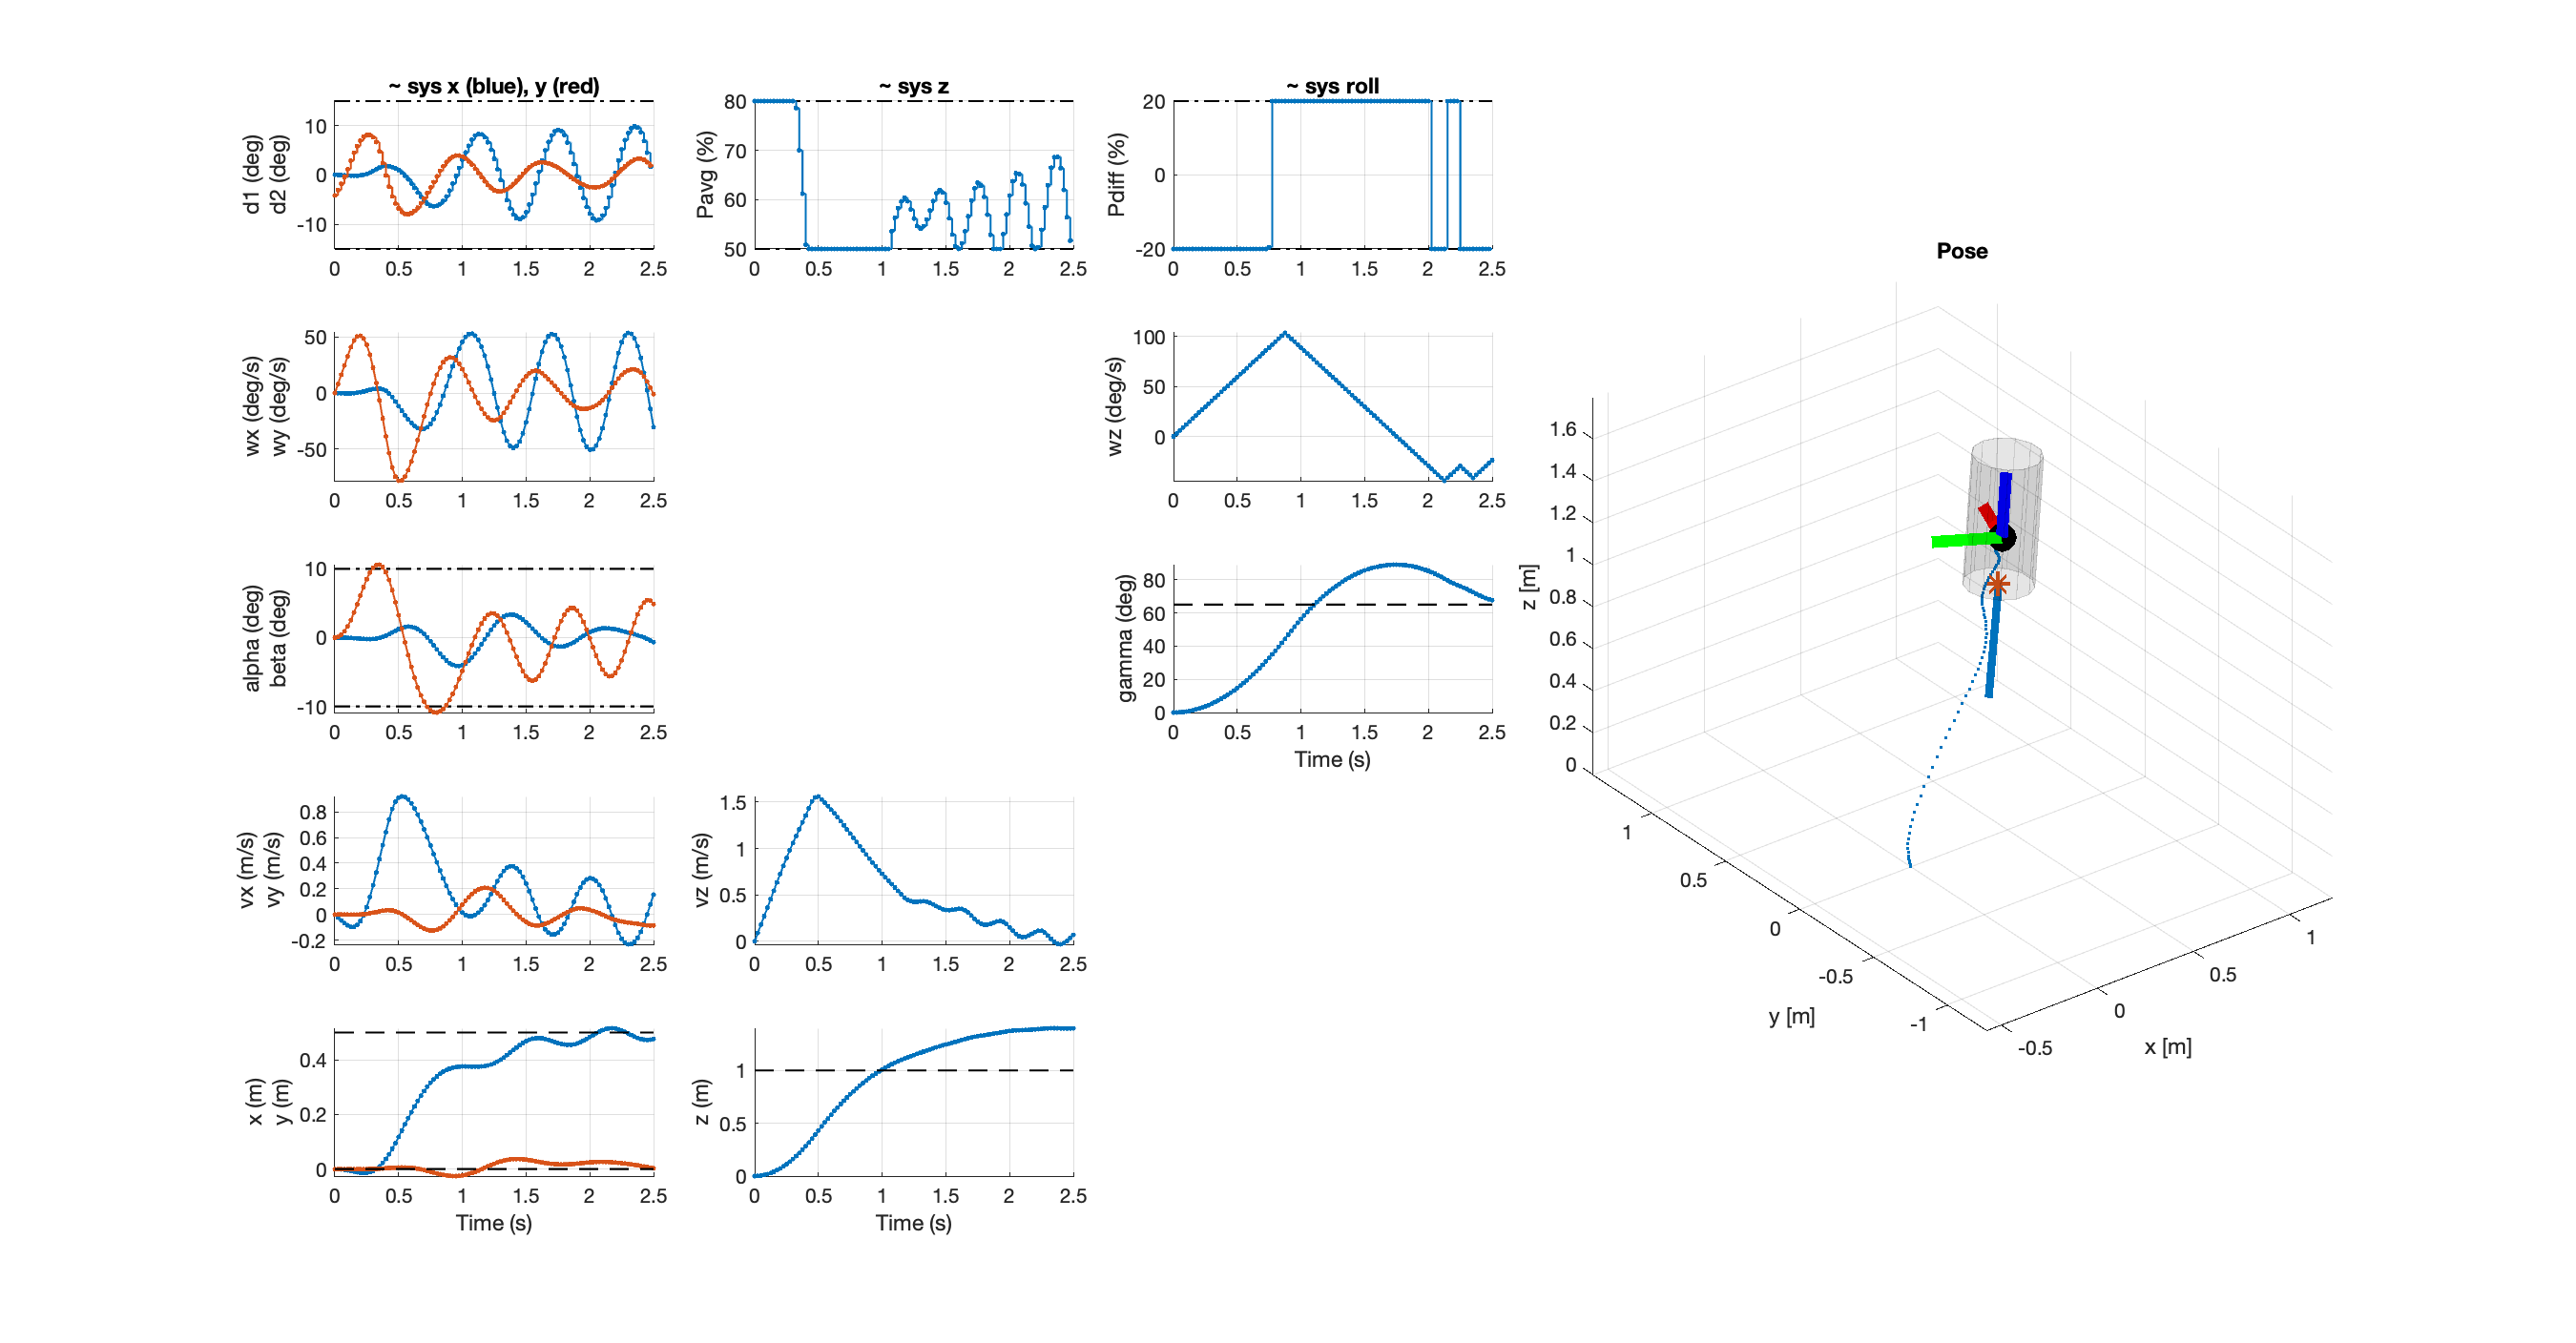 ~ sys x (blue), y (red)
d1 (deg)
d2 (deg)
10
0
-10
0 0.5 1 1.5 2 2.5
~ sys z
Pavg (%)
80
70
60
50
0 0.5 1 1.5 2 2.5
~ sys roll
Pdiff (%)
20
0
-20
0 0.5 1 1.5 2 2.5
wx (deg/s)
wy (deg/s)
50
0
-50
0 0.5 1 1.5 2 2.5
wz (deg/s)
100
50
0
0 0.5 1 1.5 2 2.5
alpha (deg)
beta (deg)
10
0
-10
0 0.5 1 1.5 2 2.5
gamma (deg)
80
60
40
20
0
0 0.5 1 1.5 2 2.5
Time (s)
vx (m/s)
vy (m/s)
0.8
0.6
0.4
0.2
0
-0.2
0 0.5 1 1.5 2 2.5
vz (m/s)
1.5
1
0.5
0
0 0.5 1 1.5 2 2.5
x (m)
y (m)
0.4
0.2
0
0 0.5 1 1.5 2 2.5
Time (s)
z (m)
1
0.5
0
0 0.5 1 1.5 2 2.5
Time (s)
Pose
z [m]
1.6
1.4
1.2
1
0.8
0.6
0.4
0.2
0
1
0.5
0
-0.5
-1
y [m]
-0.5
0
0.5
1
x [m]